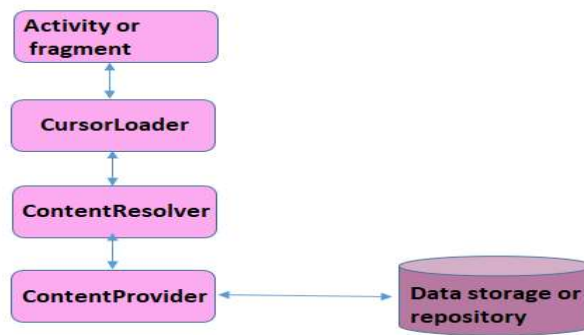 Activity or
fragment
CursorLoader
ContentResolver
ContentProvider
Data storage or
repository